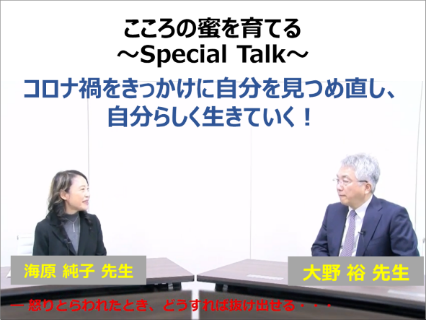 こころの蜜を育てる
～Special Talk～
コロナ禍をきっかけに自分を見つめ直し、
自分らしく生きていく！
海原 純子 先生
大野 裕 先生
― 怒りとらわれたとき、どうすれば抜け出せる・・・